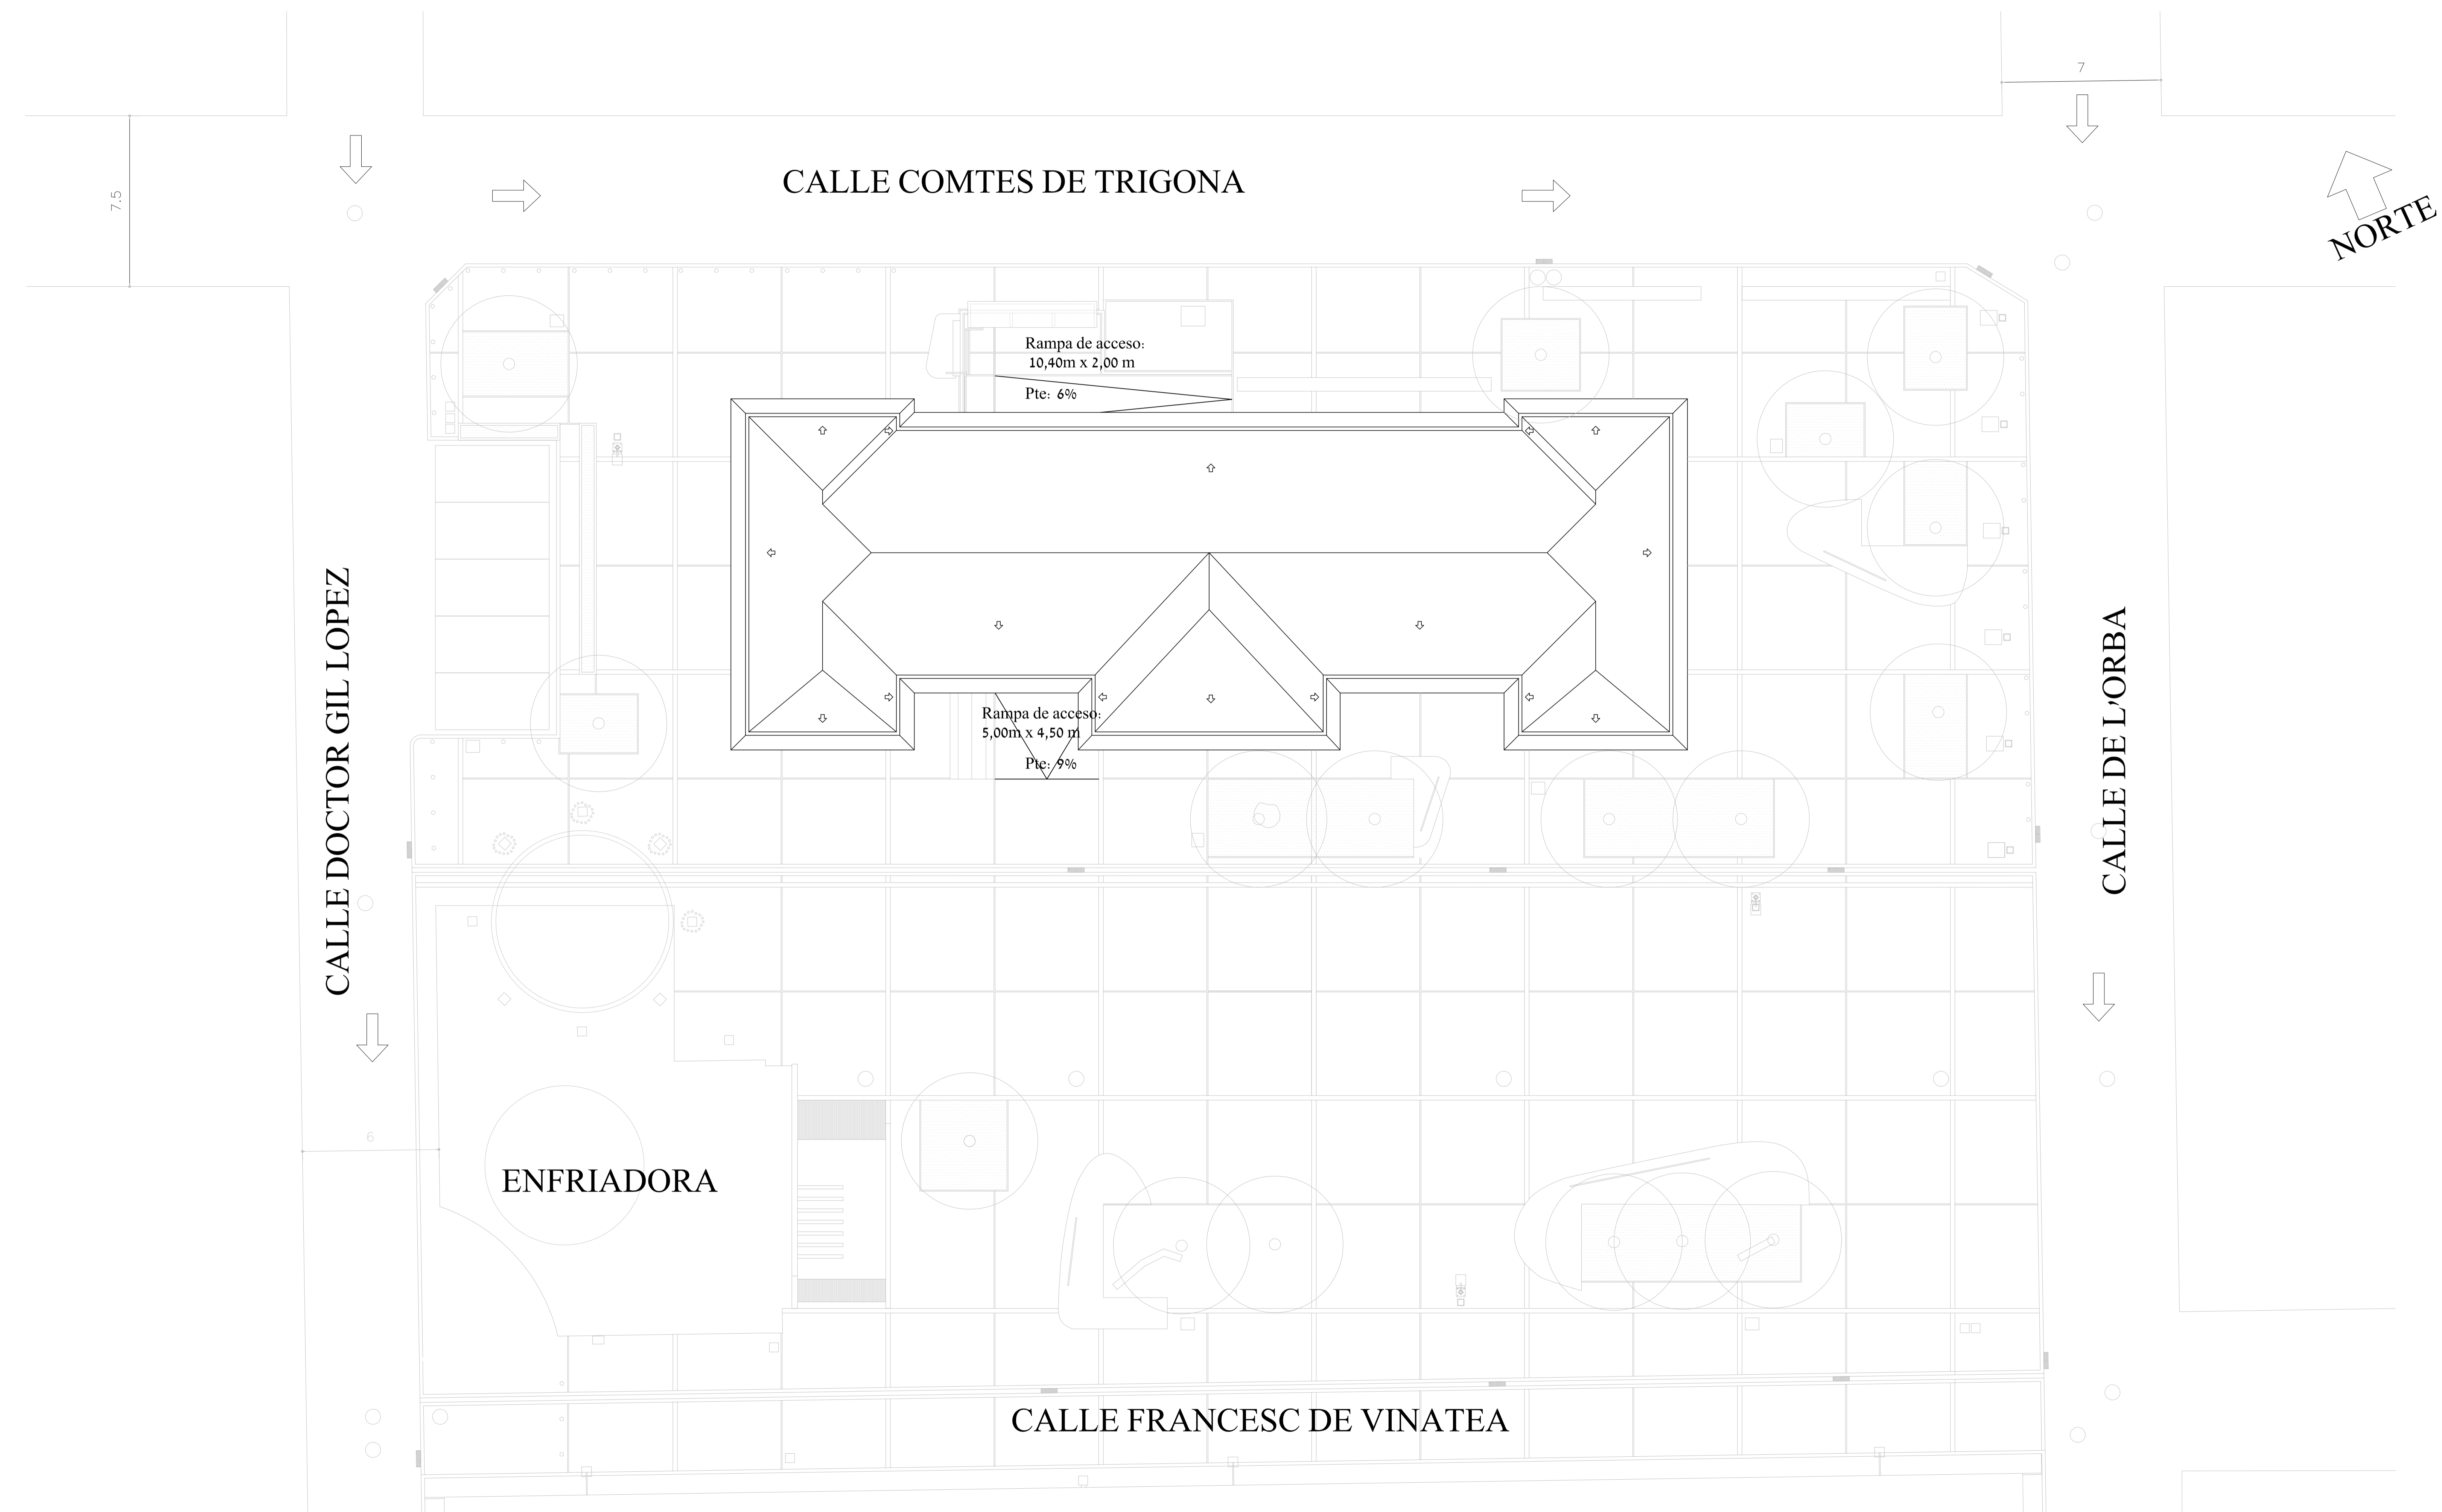 7
7.5
CALLE COMTES DE TRIGONA
NORTE
Rampa de acceso:
10,40m x 2,00 m
Pte: 6%
CALLE DOCTOR GIL LOPEZ
CALLE DE L'ORBA
Rampa de acceso:
5,00m x 4,50 m
Pte: 9%
6
ENFRIADORA
CALLE FRANCESC DE VINATEA